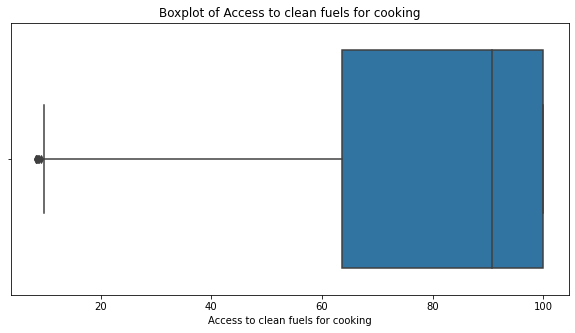 Boxplot of Access to clean fuels for cooking
20 40 60 80 100
Access to clean fuels for cooking